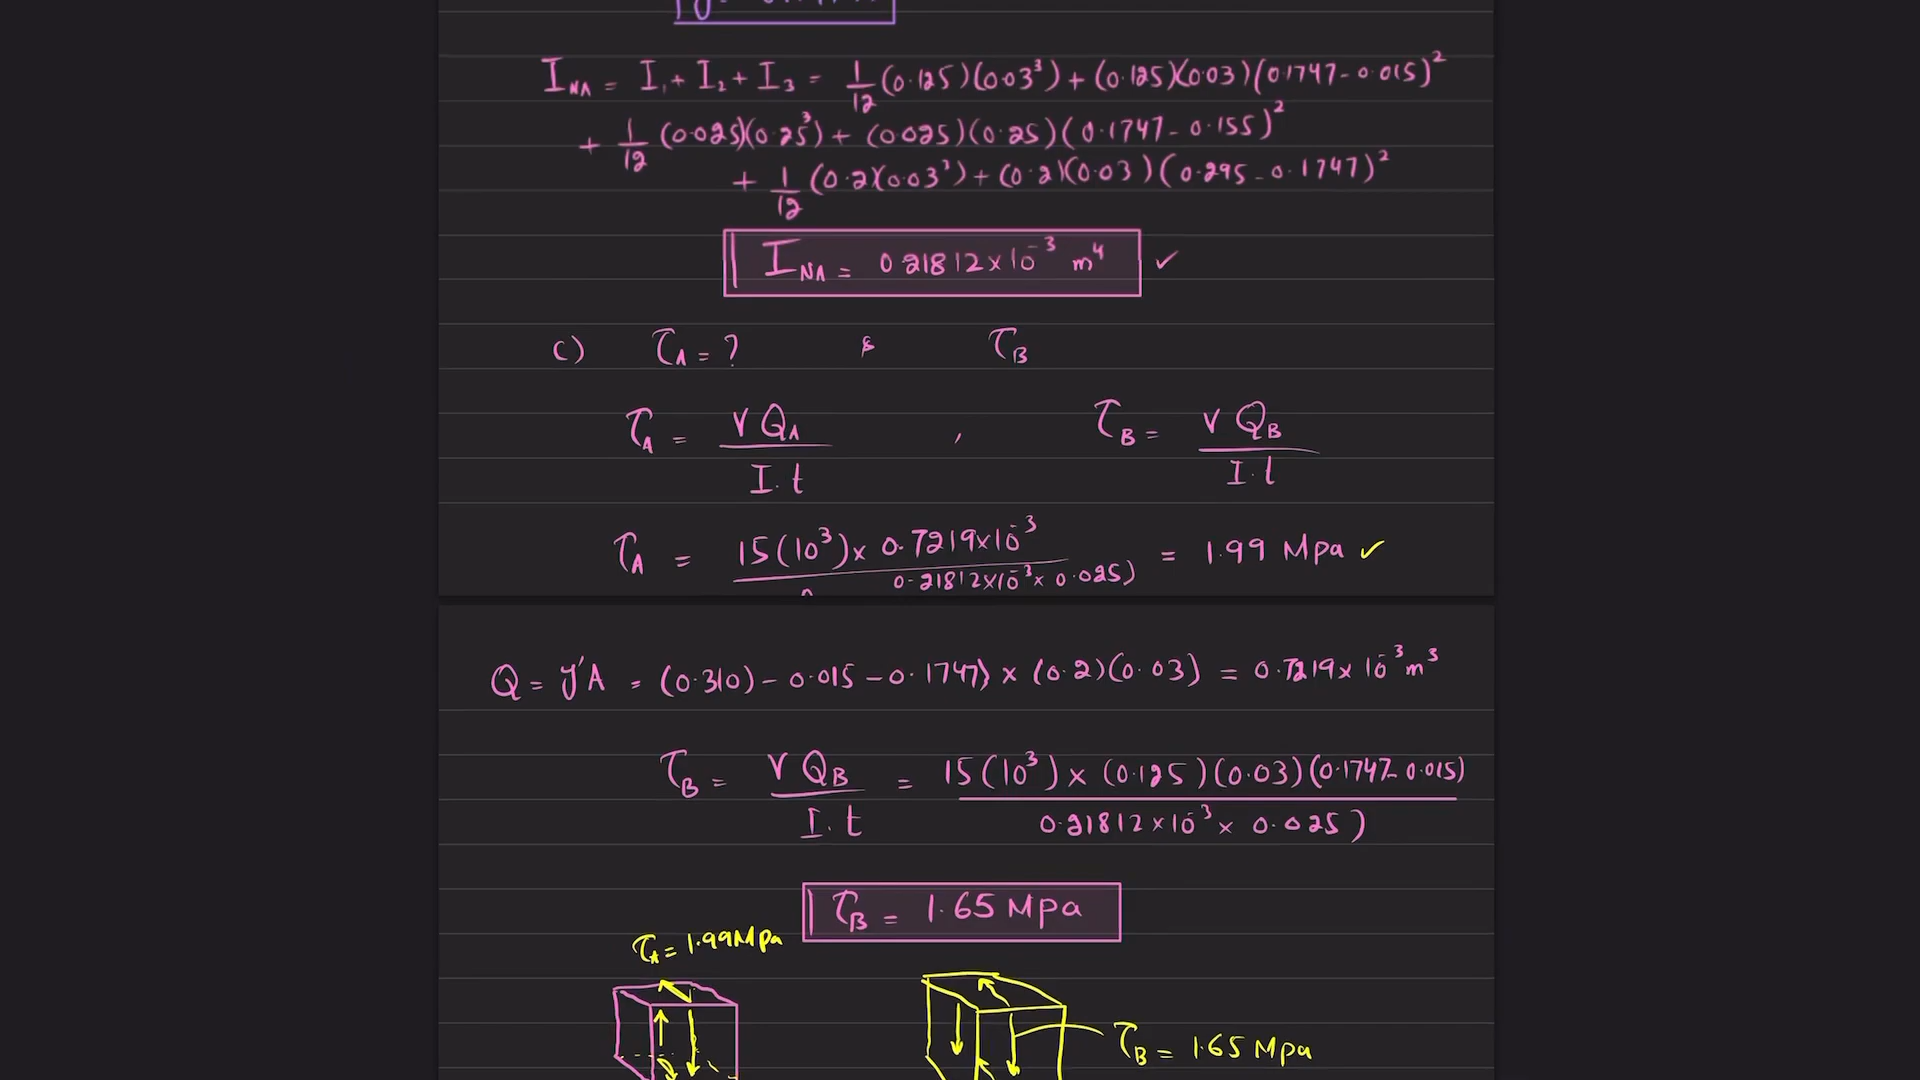 I_NA = I₁ + I₂ + I₃ = 1/12 (0.125)(0.03³) + (0.125)(0.03)(0.1747 - 0.015)²
+ 1/12 (0.025)(0.25³) + (0.025)(0.25)(0.1747 - 0.155)²
+ 1/12 (0.2)(0.03³) + (0.2)(0.03)(0.295 - 0.1747)²
I_NA = 0.21812×10⁻³ m⁴ ✓
c) τ_A = ? & τ_B
τ_A = V Q_A / I.t , τ_B = V Q_B / I.t
τ_A = 15(10³)× 0.7219×10⁻³ / 0.21812×10⁻³× 0.025) = 1.99 Mpa ✓
Q = y'A = (0.310) - 0.015 - 0.1747) × (0.2)(0.03) = 0.7219×10⁻³m³
τ_B = V Q_B / I.t = 15(10³) × (0.125)(0.03)(0.1747-0.015) / 0.21812×10⁻³× 0.025)
τ_B = 1.65 Mpa
τ_A = 1.99Mpa
τ_B = 1.65 Mpa